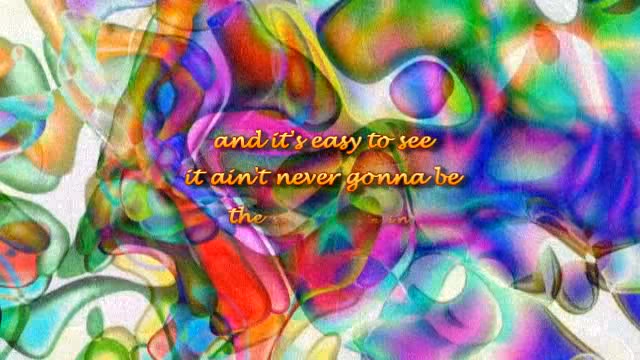 and it's easy to see
it ain't never gonna be
the